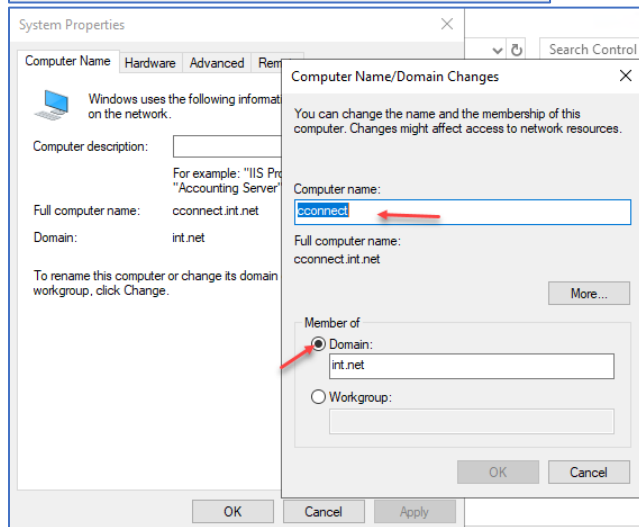 System Properties
Search Control
Computer Name Hardware Advanced
Windows uses the following
on the network.
Computer description:
For example: "IIS
"Accounting Server"
Full computer name: cconnect.int.net
Domain: int.net
To rename this computer or change its domain
workgroup, click Change.
OK Cancel Apply
Computer Name/Domain Changes
You can change the name and the membership of this
computer. Changes might affect access to network resources.
Computer name:
cconnect
Full computer name:
cconnect.int.net
More...
Member of
Domain:
int.net
Workgroup:
OK Cancel